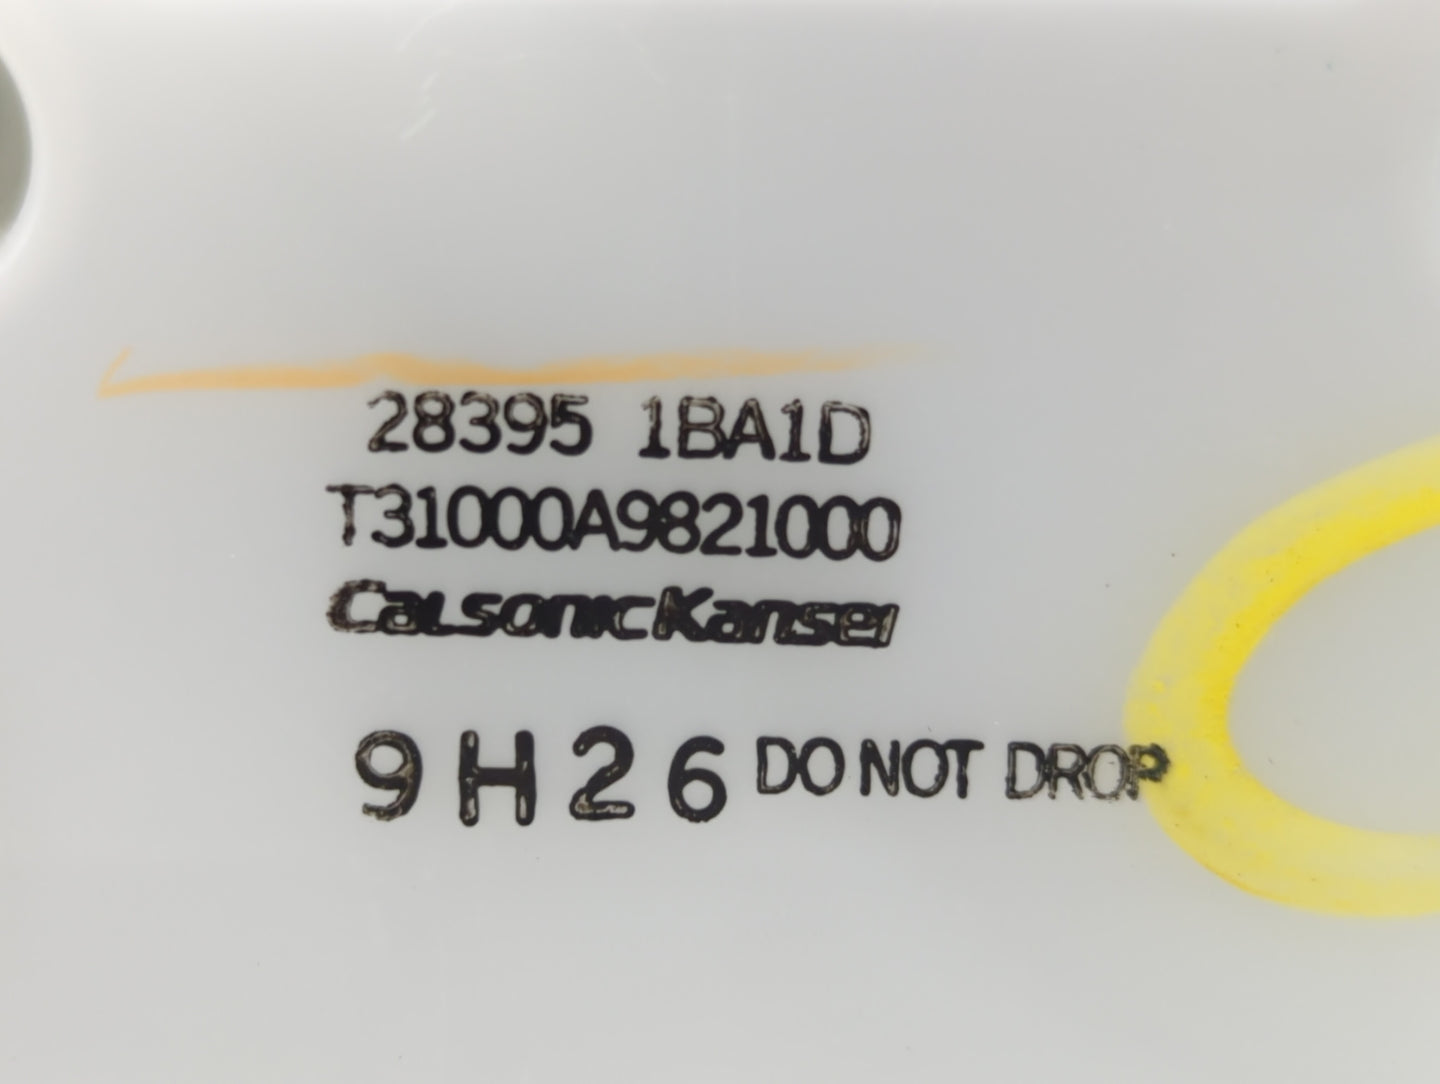 28395 1BA1D
T31000A9821000
CalsonicKansei
9H26 DO NOT DROP